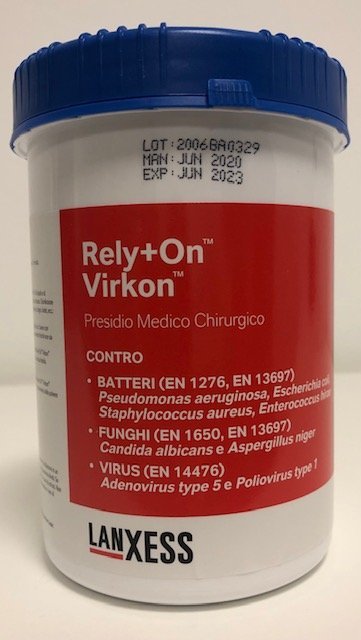 LOT:2006BA0329
MAN:JUN 2020
EXP:JUN 2023
Rely+On™
Virkon™
Presidio Medico Chirurgico
CONTRO
• BATTERI (EN 1276, EN 13697)
Pseudomonas aeruginosa, Escherichia coli,
Staphylococcus aureus, Enterococcus
• FUNGHI (EN 1650, EN 13697)
Candida albicans e Aspergillus niger
• VIRUS (EN 14476)
Adenovirus type 5 e Poliovirus type 1
LANXESS